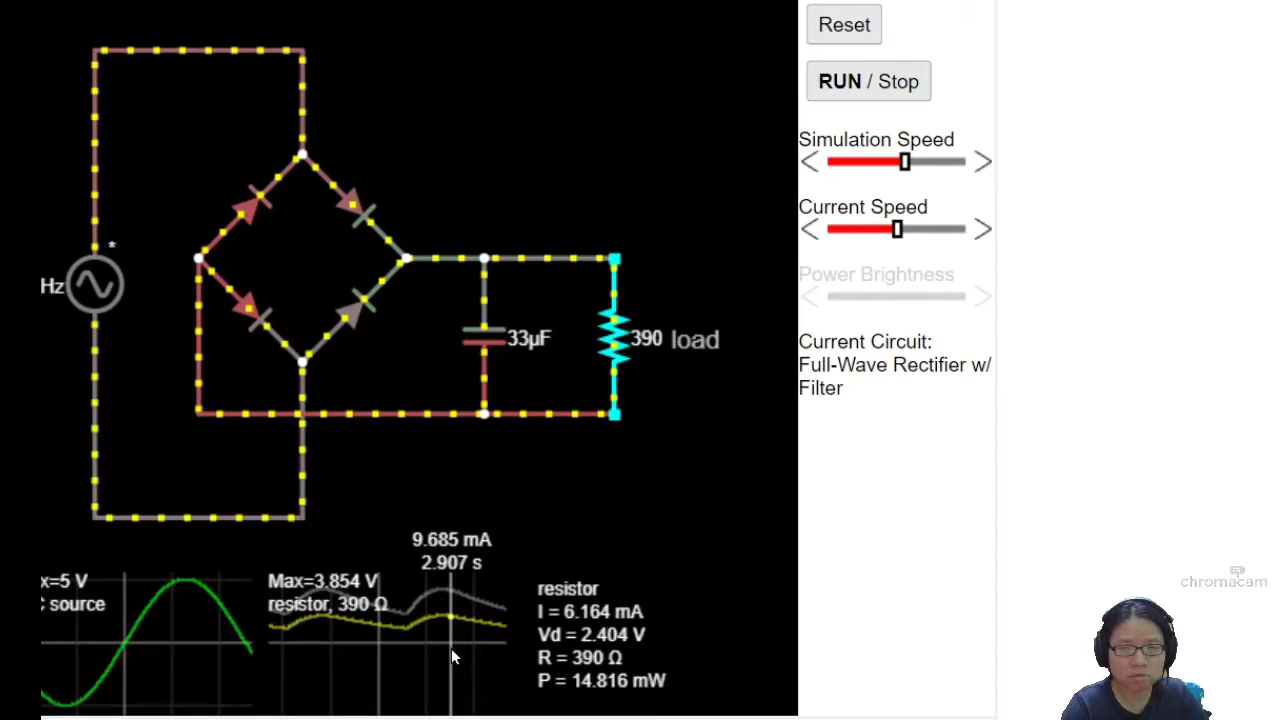 Reset
RUN / Stop
Simulation Speed
Current Speed
Power Brightness
Current Circuit:
Full-Wave Rectifier w/
Filter
*
Hz
33µF
390 load
9.685 mA
2.907 s
x=5 V
C source
Max=3.854 V
resistor, 390 Ω
resistor
I = 6.164 mA
Vd = 2.404 V
R = 390 Ω
P = 14.816 mW
chromacam